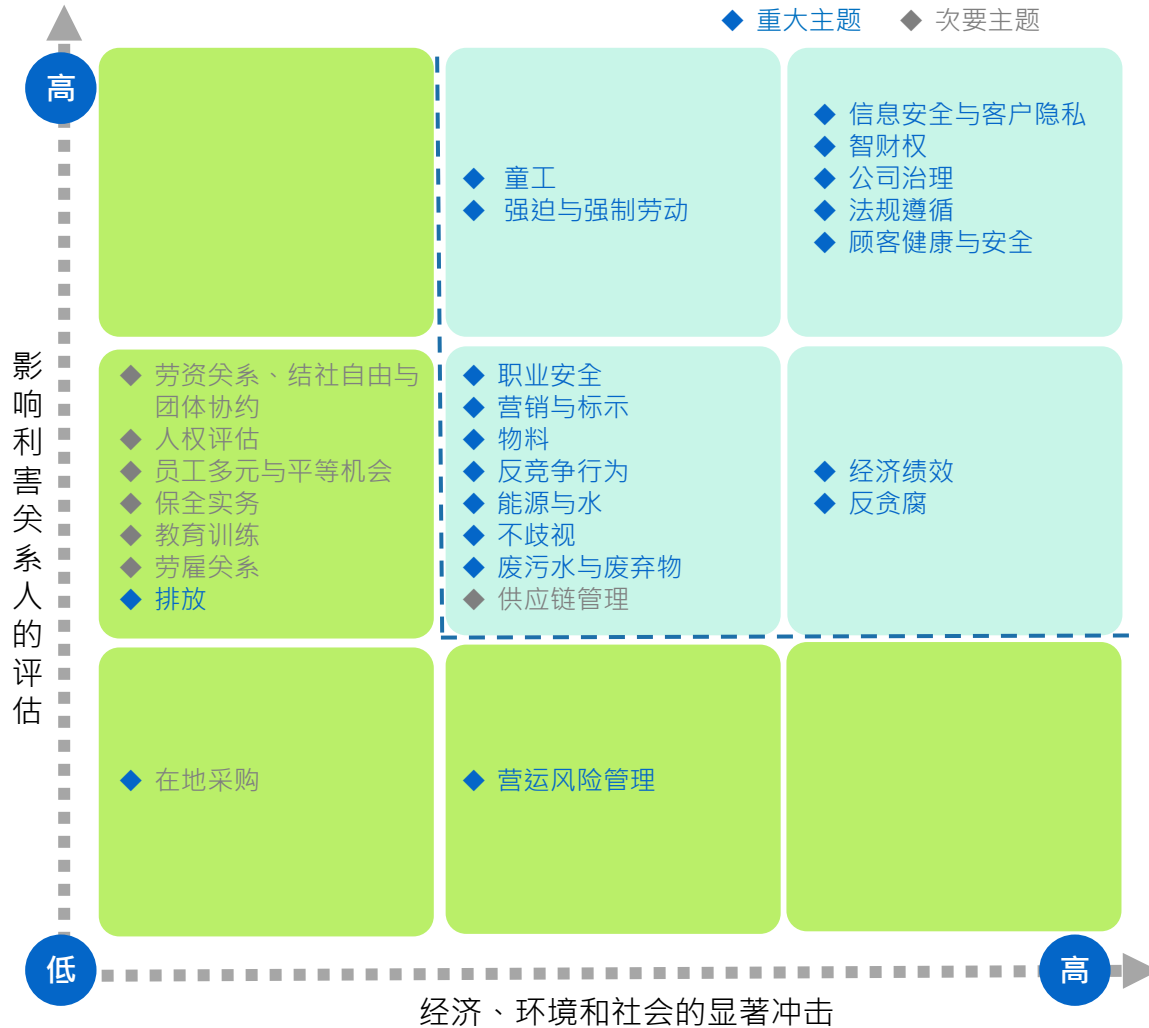 ◆ 重大主题 ◆ 次要主题
高
◆ 童工
◆ 强迫与强制劳动
◆ 信息安全与客户隐私
◆ 智财权
◆ 公司治理
◆ 法规遵循
◆ 顾客健康与安全
影响利害关系人的评估
◆ 劳资关系、结社自由与
团体协约
◆ 人权评估
◆ 员工多元与平等机会
◆ 保全实务
◆ 教育训练
◆ 劳雇关系
◆ 排放
◆ 职业安全
◆ 营销与标示
◆ 物料
◆ 反竞争行为
◆ 能源与水
◆ 不歧视
◆ 废污水与废弃物
◆ 供应链管理
◆ 经济绩效
◆ 反贪腐
◆ 在地采购
◆ 营运风险管理
低
高
经济、环境和社会的显著冲击